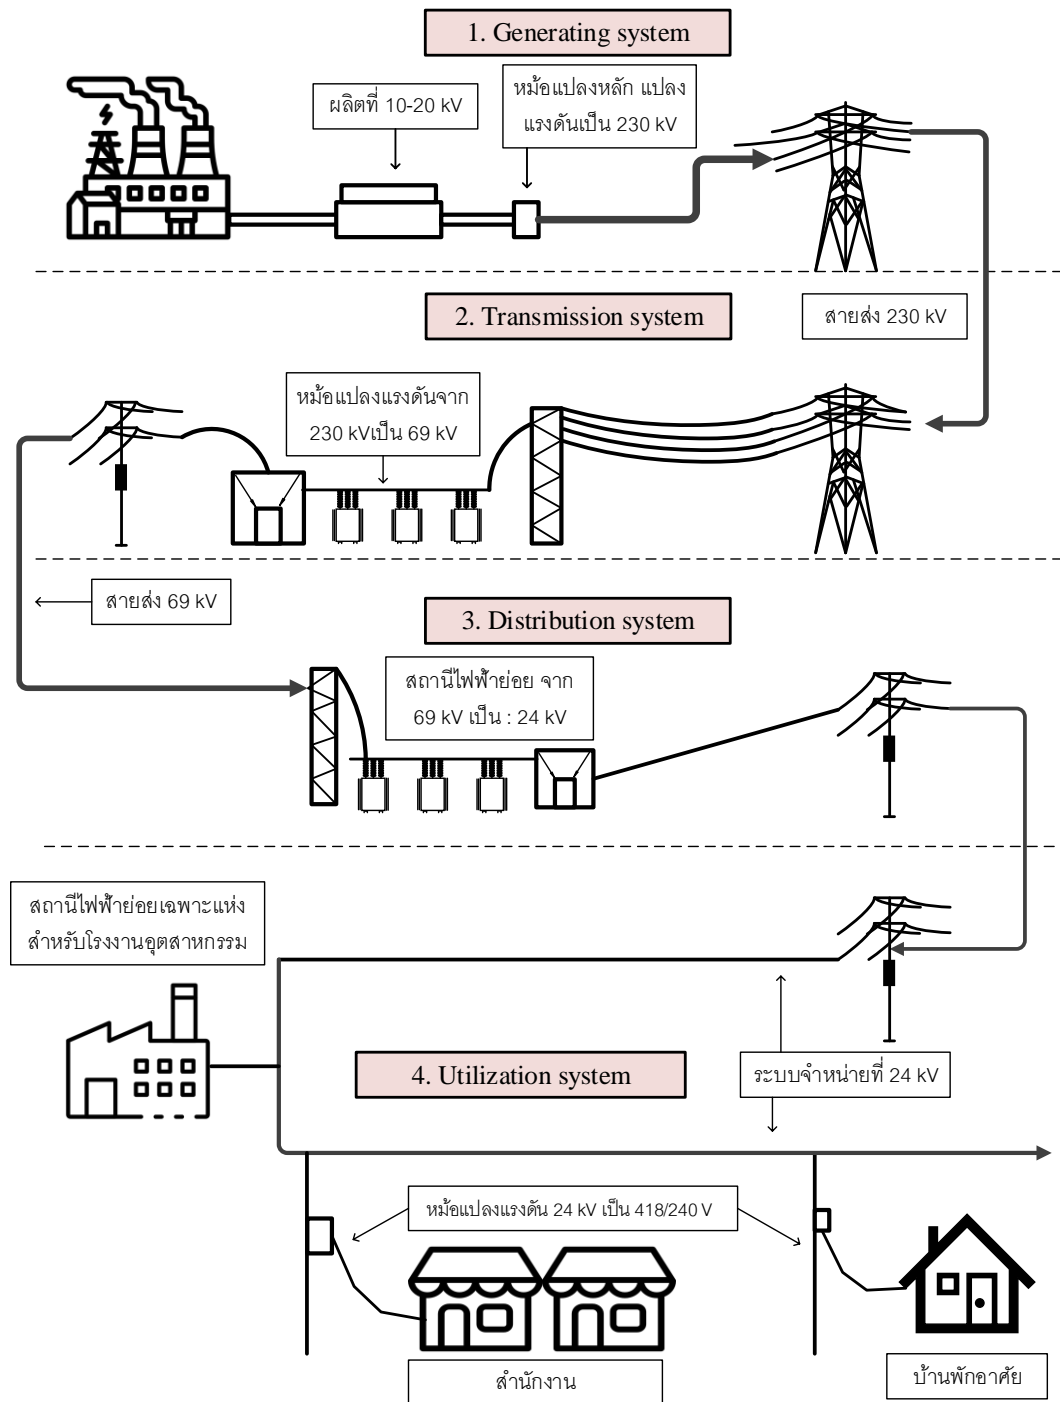 1. Generating system
ผลิตที่ 10-20 kV
หม้อแปลงหลัก แปลง
แรงดันเป็น 230 kV
2. Transmission system
สายส่ง 230 kV
หม้อแปลงแรงดันจาก
230 kVเป็น 69 kV
สายส่ง 69 kV
3. Distribution system
สถานีไฟฟ้าย่อย จาก
69 kV เป็น : 24 kV
สถานีไฟฟ้าย่อยเฉพาะแห่ง
สำหรับโรงงานอุตสาหกรรม
4. Utilization system
ระบบจำหน่ายที่ 24 kV
หม้อแปลงแรงดัน 24 kV เป็น 418/240 V
สำนักงาน
บ้านพักอาศัย